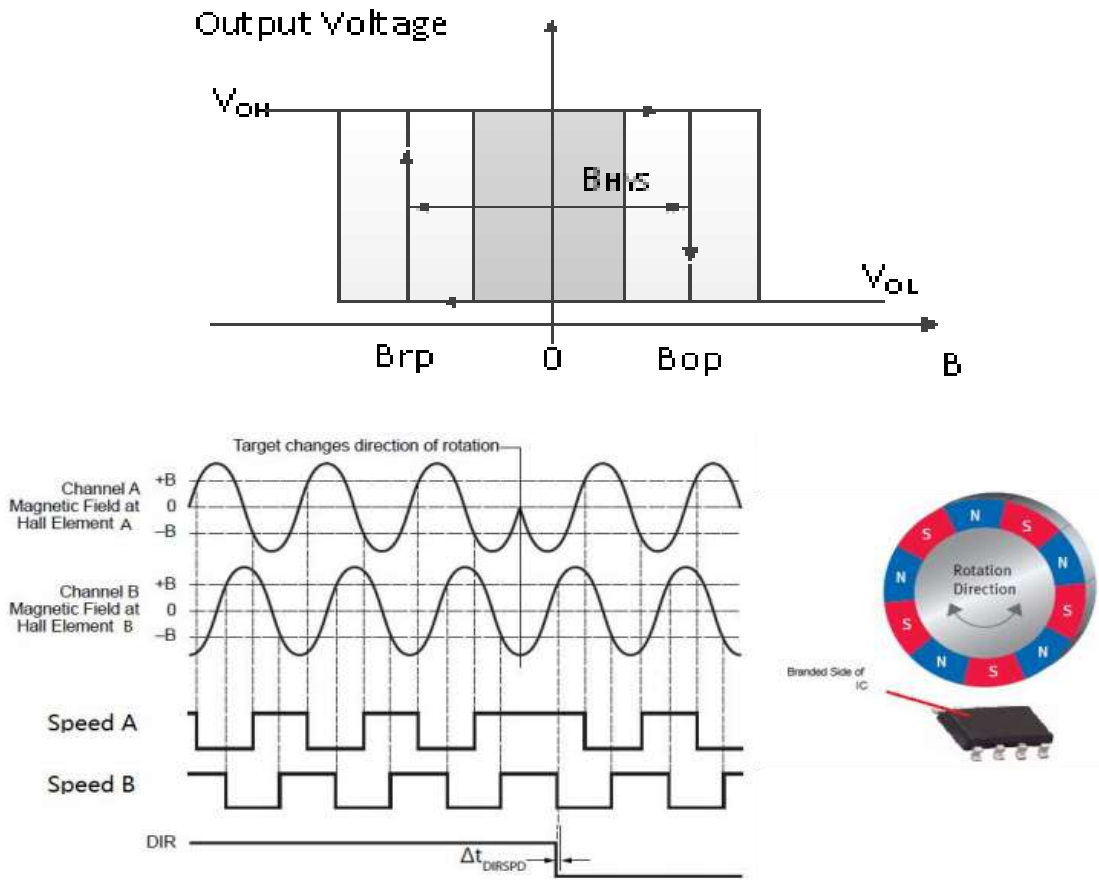 Output Voltage
VOH
BHYS
VOL
Brp
0
Bop
B
Target changes direction of rotation
Channel A
Magnetic Field at
Hall Element A
+B
0
−B
Channel B
Magnetic Field at
Hall Element B
+B
0
−B
Speed A
Speed B
DIR
ΔtDIRSPD
N
S
N
S
N
S
N
S
N
S
N
Rotation
Direction
Branded Side of
IC